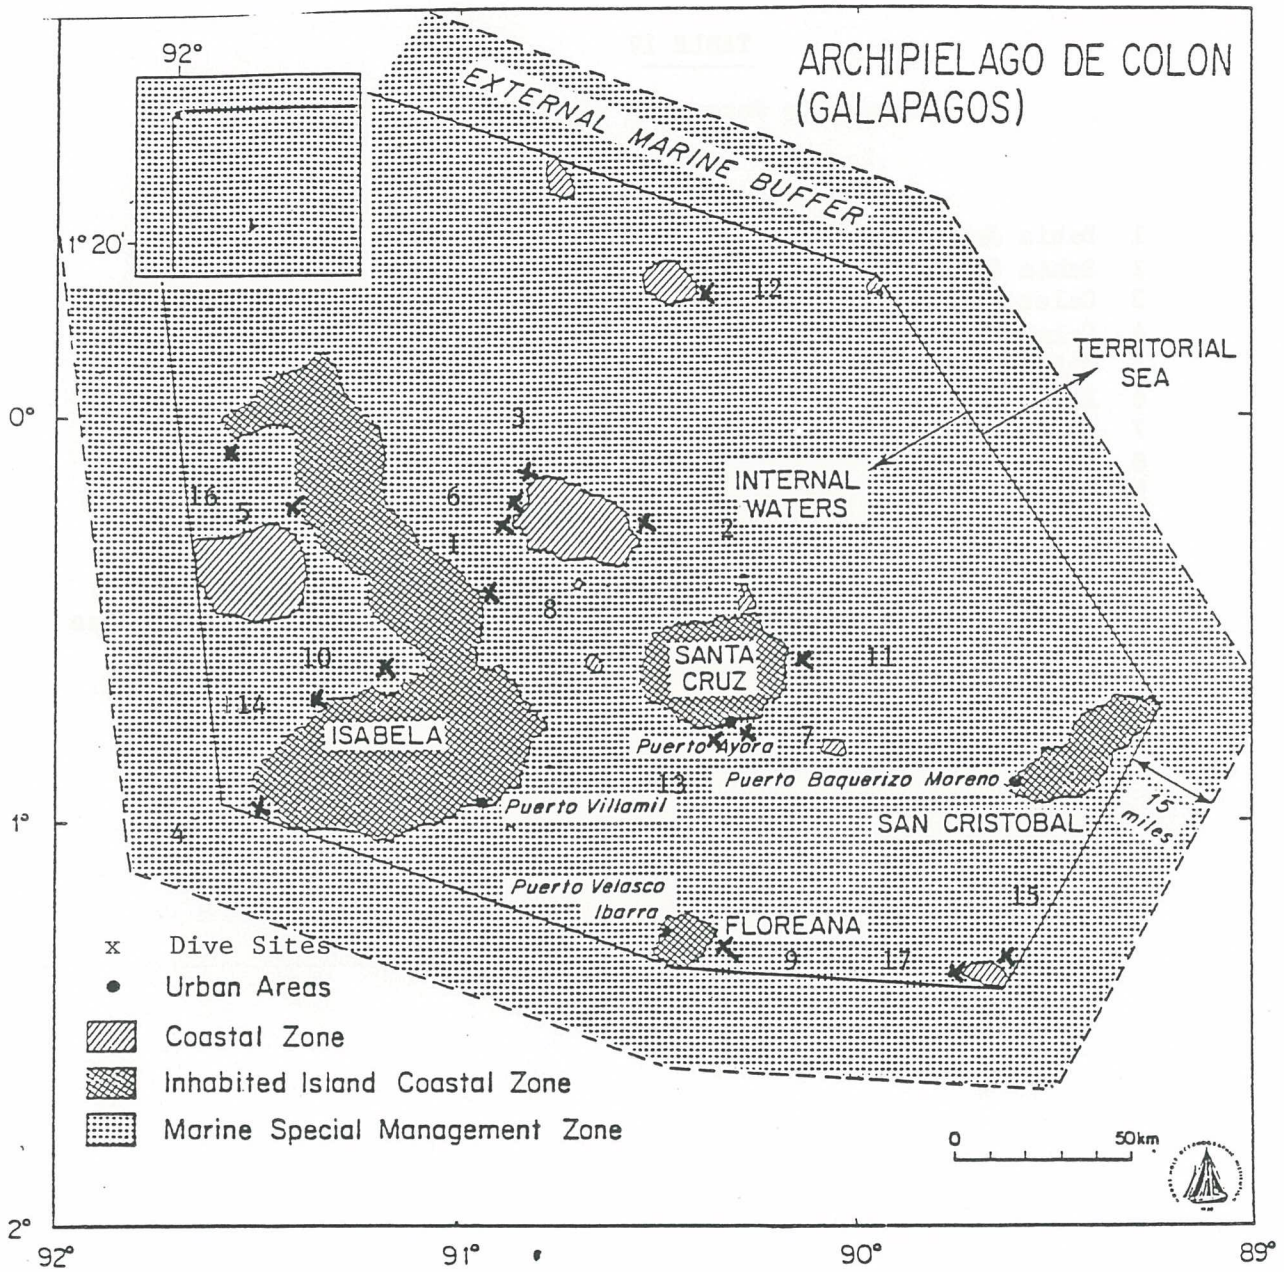 ARCHIPIELAGO DE COLON
(GALAPAGOS)
92°
EXTERNAL MARINE BUFFER
1° 20'
12
TERRITORIAL
SEA
0°
3
INTERNAL
WATERS
16
6
5
2
1
8
SANTA
CRUZ
11
10
14
ISABELA
Puerto Ayora
7
Puerto Baquerizo Moreno
13
Puerto Villamil
15
miles
1°
4
SAN CRISTOBAL
Puerto Velasco
Ibarra
15
FLOREANA
9
17
x Dive Sites
Urban Areas
Coastal Zone
Inhabited Island Coastal Zone
Marine Special Management Zone
0 50km
2°
92° 91° 90° 89°